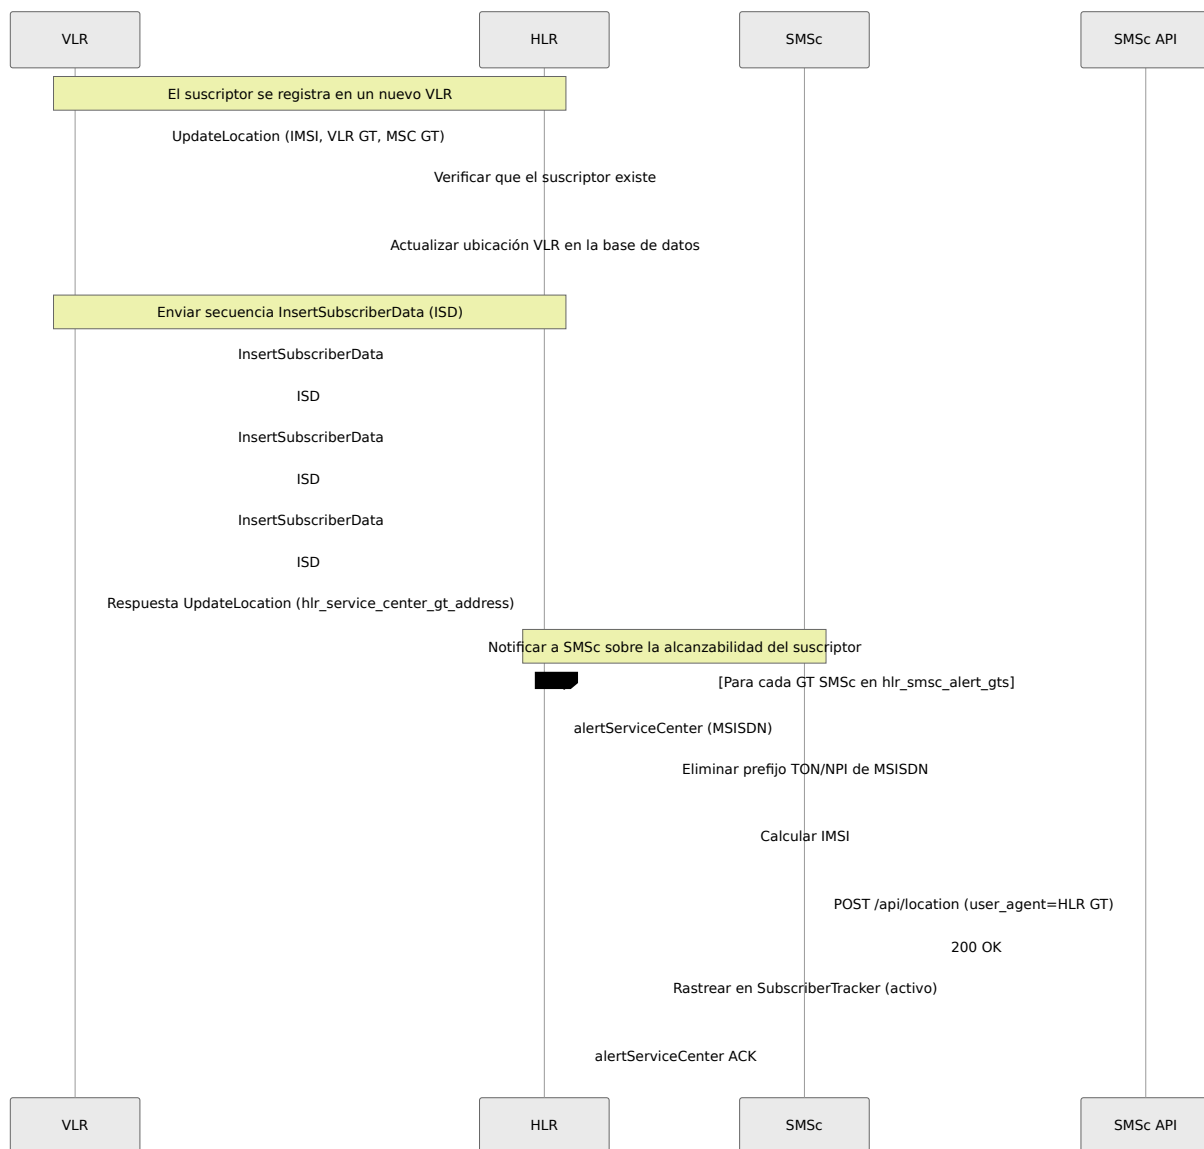 VLR
HLR
SMSc
SMSc API
El suscriptor se registra en un nuevo VLR
UpdateLocation (IMSI, VLR GT, MSC GT)
Verificar que el suscriptor existe
Actualizar ubicación VLR en la base de datos
Enviar secuencia InsertSubscriberData (ISD)
InsertSubscriberData
ISD
InsertSubscriberData
ISD
InsertSubscriberData
ISD
Respuesta UpdateLocation (hlr_service_center_gt_address)
Notificar a SMSc sobre la alcanzabilidad del suscriptor
[Para cada GT SMSc en hlr_smsc_alert_gts]
alertServiceCenter (MSISDN)
Eliminar prefijo TON/NPI de MSISDN
Calcular IMSI
POST /api/location (user_agent=HLR GT)
200 OK
Rastrear en SubscriberTracker (activo)
alertServiceCenter ACK
VLR
HLR
SMSc
SMSc API